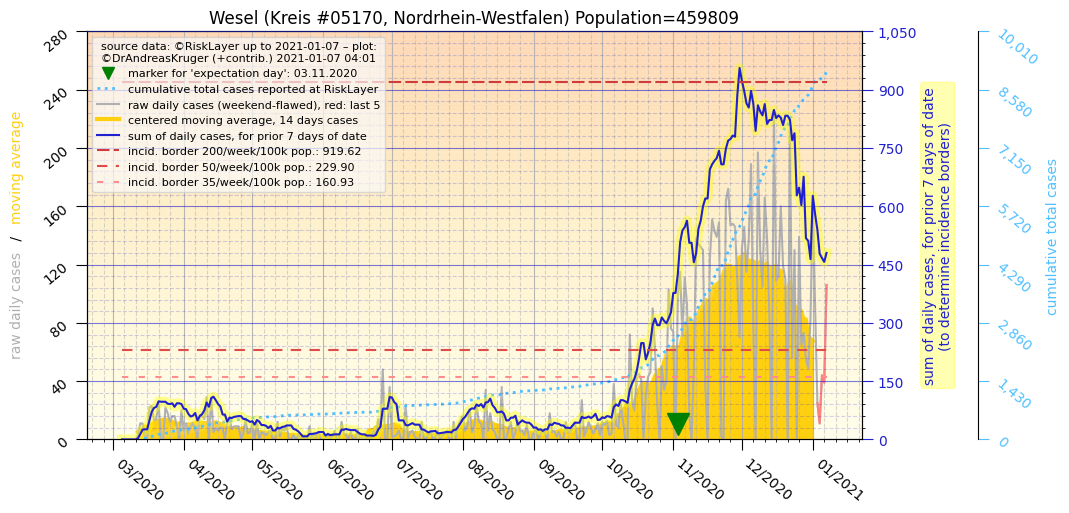 Wesel (Kreis #05170, Nordrhein-Westfalen) Population=459809
source data: ©RiskLayer up to 2021-01-07 – plot:
©DrAndreasKruger (+contrib.) 2021-01-07 04:01
marker for 'expectation day': 03.11.2020
cumulative total cases reported at RiskLayer
raw daily cases (weekend-flawed), red: last 5
centered moving average, 14 days cases
sum of daily cases, for prior 7 days of date
incid. border 200/week/100k pop.: 919.62
incid. border 50/week/100k pop.: 229.90
incid. border 35/week/100k pop.: 160.93
raw daily cases / moving average
280
240
200
160
120
80
40
0
03/2020
04/2020
05/2020
06/2020
07/2020
08/2020
09/2020
10/2020
11/2020
12/2020
01/2021
1,050
900
750
600
450
300
150
0
sum of daily cases, for prior 7 days of date
(to determine incidence borders)
10,010
8,580
7,150
5,720
4,290
2,860
1,430
0
cumulative total cases